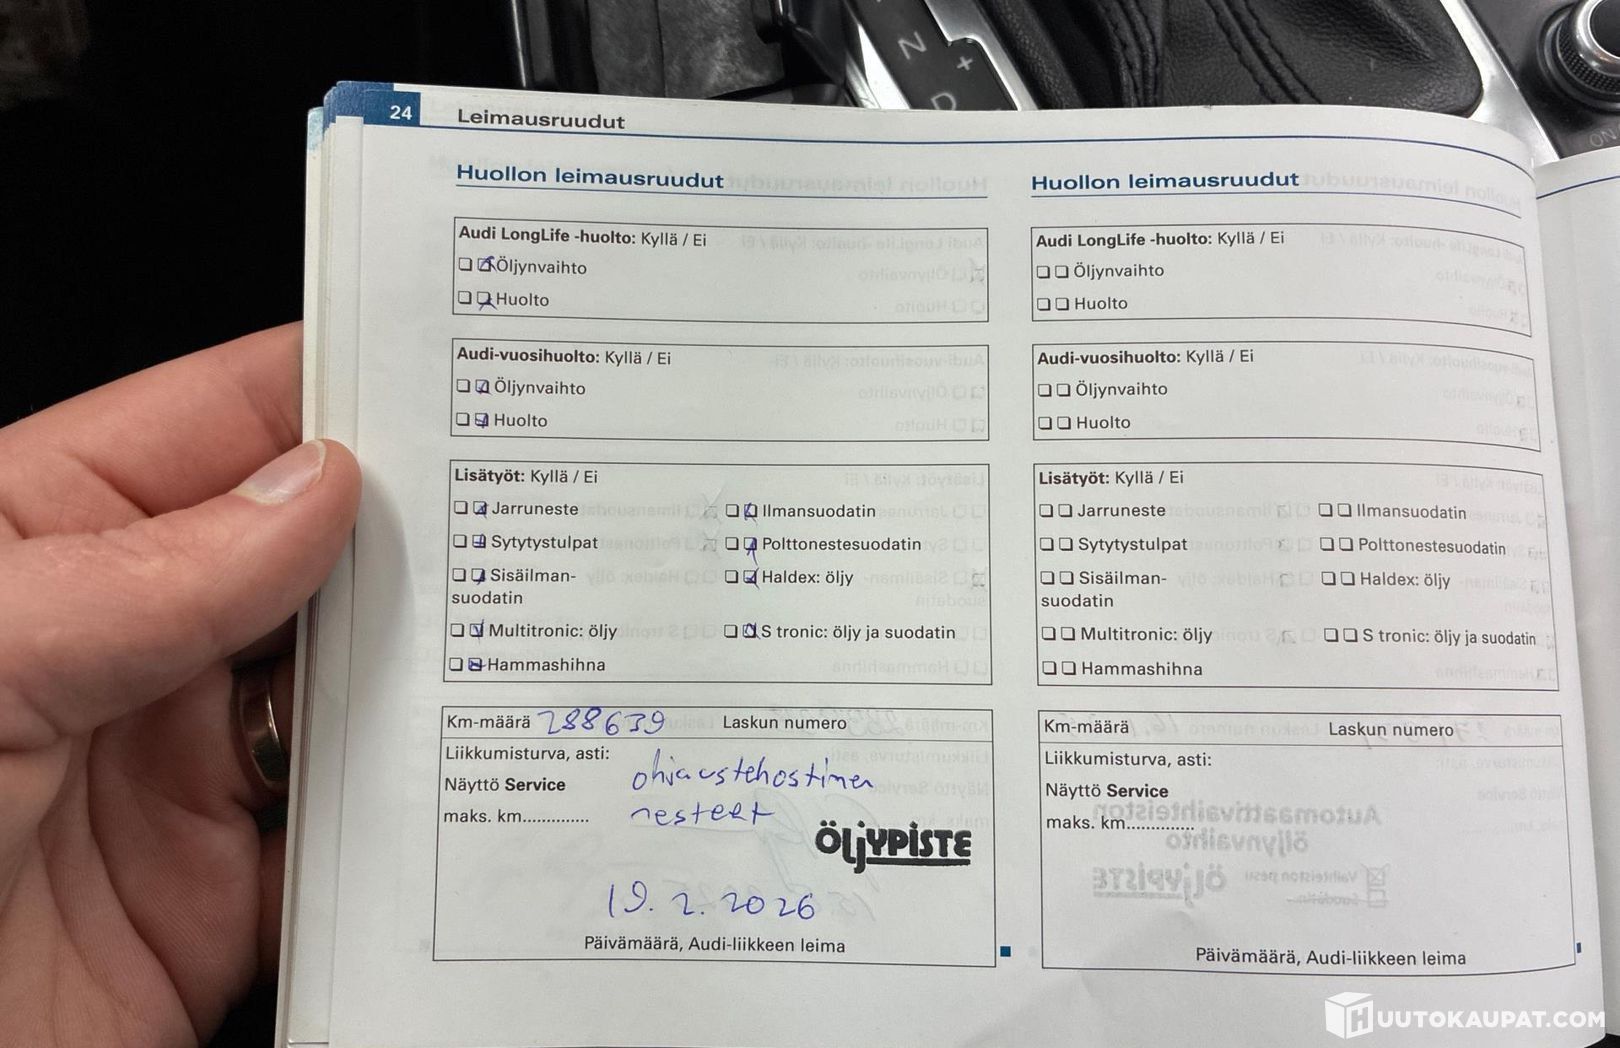 24 Leimausruudut
Huollon leimausruudut
Audi LongLife -huolto: Kyllä / Ei
Öljynvaihto
Huolto
Audi-vuosihuolto: Kyllä / Ei
Öljynvaihto
Huolto
Lisätyöt: Kyllä / Ei
Jarruneste
Ilmansuodatin
Sytytystulpat
Polttonestesuodatin
Sisäilman-
suodatin
Haldex: öljy
Multitronic: öljy
S tronic: öljy ja suodatin
Hammashihna
Km-määrä 288639 Laskun numero
Liikkumisturva, asti:
Näyttö Service
maks. km.............
ohjaustehostimen
nesteet
ÖljYPISTE
19.2.2026
Päivämäärä, Audi-liikkeen leima
Huollon leimausruudut
Audi LongLife -huolto: Kyllä / Ei
Öljynvaihto
Huolto
Audi-vuosihuolto: Kyllä / Ei
Öljynvaihto
Huolto
Lisätyöt: Kyllä / Ei
Jarruneste
Ilmansuodatin
Sytytystulpat
Polttonestesuodatin
Sisäilman-
suodatin
Haldex: öljy
Multitronic: öljy
S tronic: öljy ja suodatin
Hammashihna
Km-määrä Laskun numero
Liikkumisturva, asti:
Näyttö Service
maks. km.............
Päivämäärä, Audi-liikkeen leima
N
+
D
ON
HUUTOKAUPAT.COM